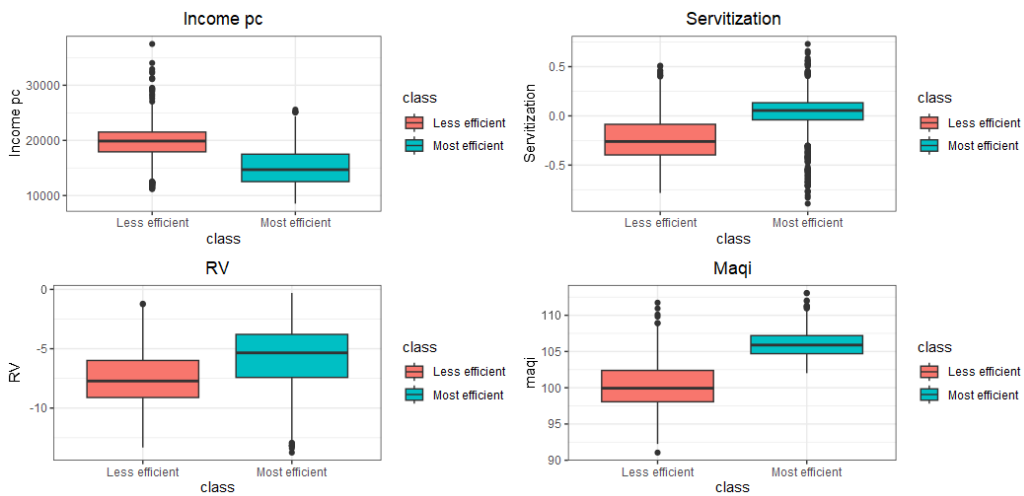 Income pc
Income pc
30000
20000
10000
Less efficient
Most efficient
class
class
Less efficient
Most efficient
Servitization
Servitization
0.5
0.0
-0.5
Less efficient
Most efficient
class
class
Less efficient
Most efficient
RV
RV
0
-5
-10
Less efficient
Most efficient
class
class
Less efficient
Most efficient
Maqi
maqi
110
105
100
95
90
Less efficient
Most efficient
class
class
Less efficient
Most efficient